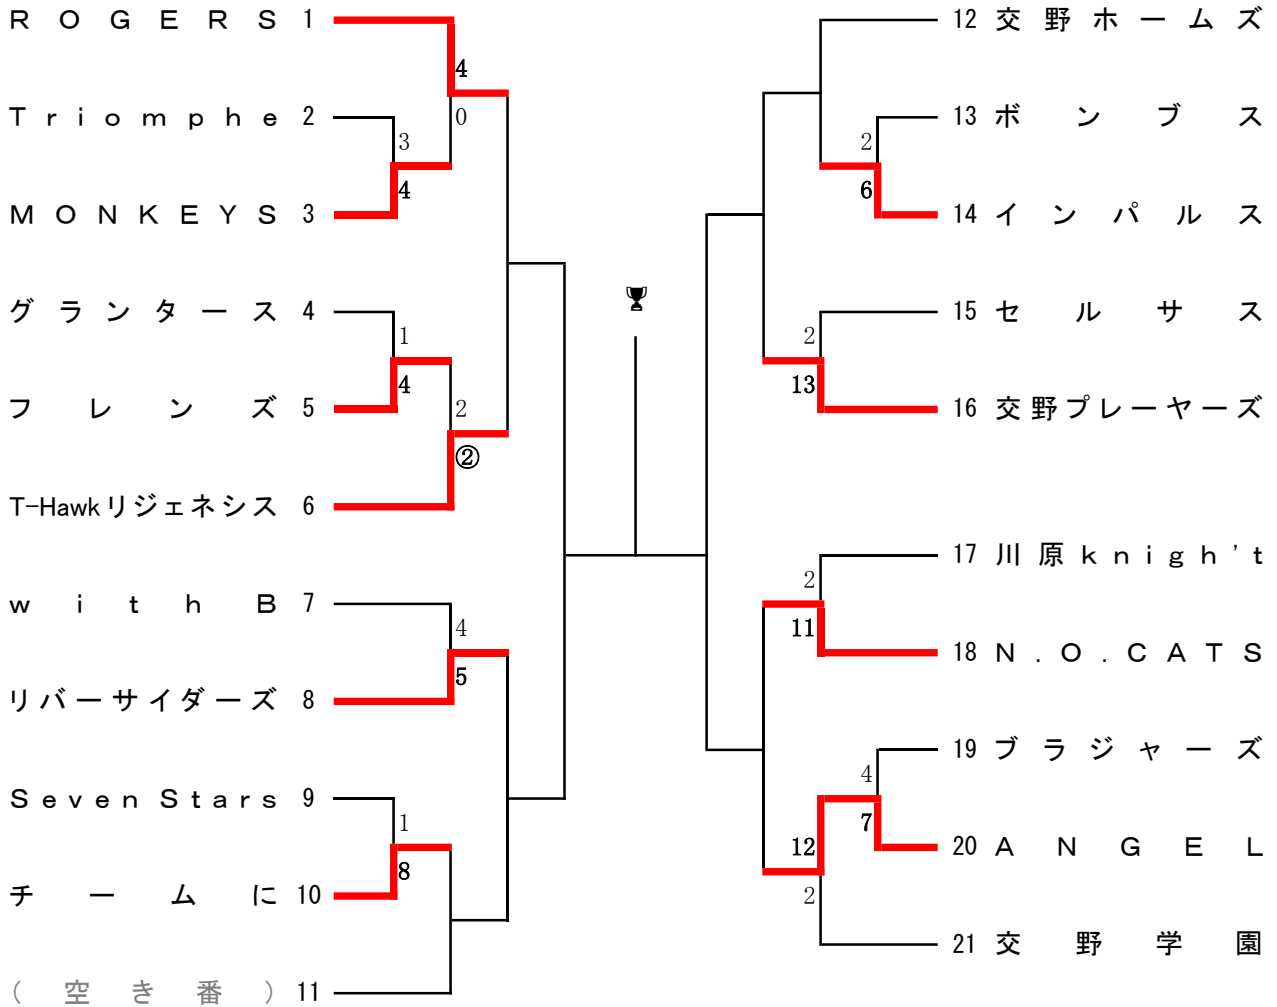 ROGERS 1
4
0
Triomphe 2
3
4
MONKEYS 3
グランタース 4
1
4
フレンズ 5
2
②
T-Hawkリジェネシス 6
with B 7
4
5
リバーサイダーズ 8
Seven Stars 9
1
8
チームに 10
(空き番) 11
12 交野ホームズ
13 ボンブス
2
6
14 インパルス
15 セルサス
2
13
16 交野プレーヤーズ
17 川原knigh't
2
11
18 N.O.CATS
19 ブラジャーズ
4
7
20 ANGEL
12
2
21 交野学園